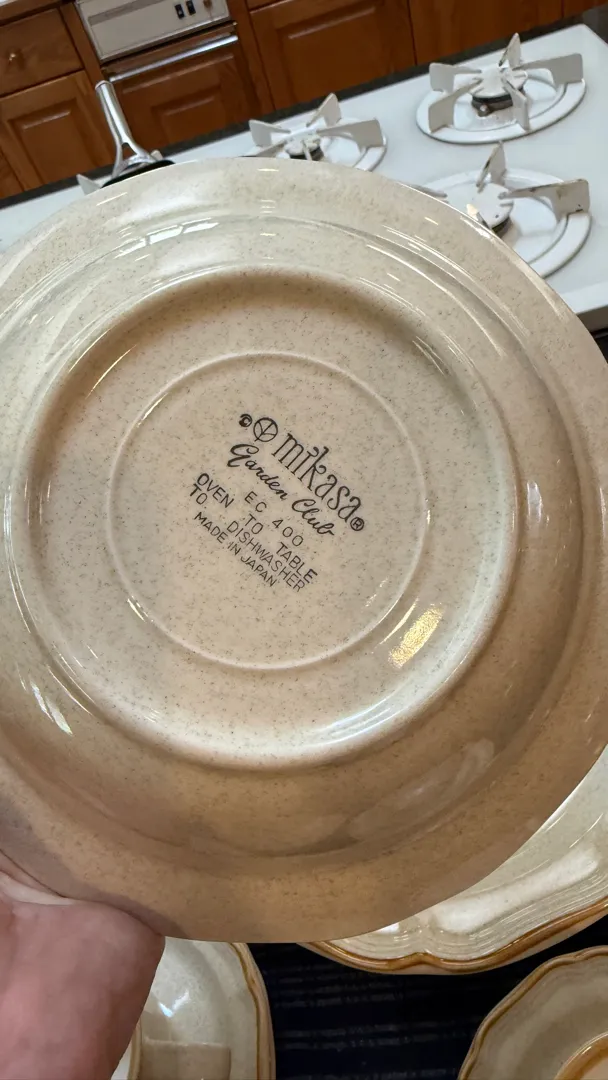 © mikasa®
Garden Club
EC 400
OVEN TO TABLE
TO DISHWASHER
MADE IN JAPAN